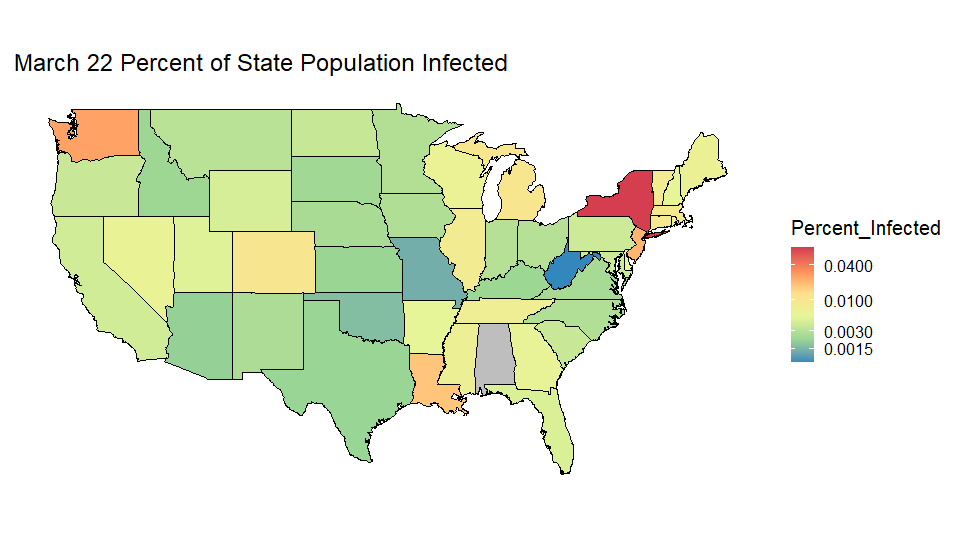 March 22 Percent of State Population Infected
Percent_Infected
0.0400
0.0100
0.0030
0.0015